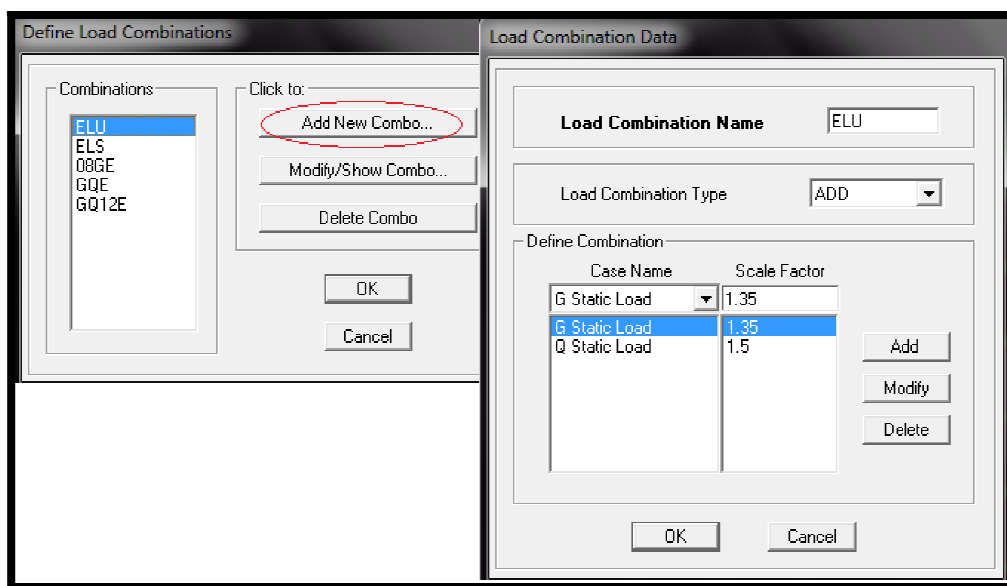 Define Load Combinations
Combinations
ELU
ELS
08GE
GQE
GQ12E
Click to:
Add New Combo...
Modify/Show Combo...
Delete Combo
OK
Cancel
Load Combination Data
Load Combination Name ELU
Load Combination Type ADD
Define Combination
Case Name Scale Factor
G Static Load 1.35
G Static Load 1.35
Q Static Load 1.5
Add
Modify
Delete
OK Cancel